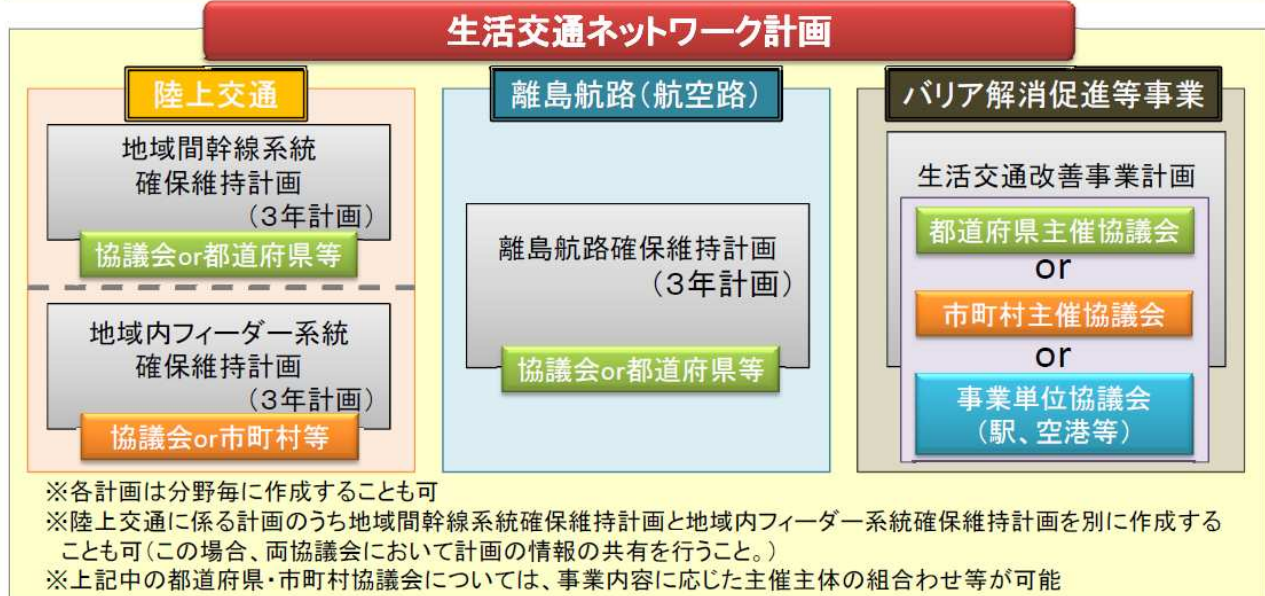 生活交通ネットワーク計画
陸上交通
地域間幹線系統
確保維持計画
(3年計画)
協議会or都道府県等
地域内フィーダー系統
確保維持計画
(3年計画)
協議会or市町村等
離島航路(航空路)
離島航路確保維持計画
(3年計画)
協議会or都道府県等
バリア解消促進等事業
生活交通改善事業計画
都道府県主催協議会
or
市町村主催協議会
or
事業単位協議会
(駅、空港等)
※各計画は分野毎に作成することも可
※陸上交通に係る計画のうち地域間幹線系統確保維持計画と地域内フィーダー系統確保維持計画を別に作成する
ことも可(この場合、両協議会において計画の情報の共有を行うこと。)
※上記中の都道府県・市町村協議会については、事業内容に応じた主催主体の組合わせ等が可能